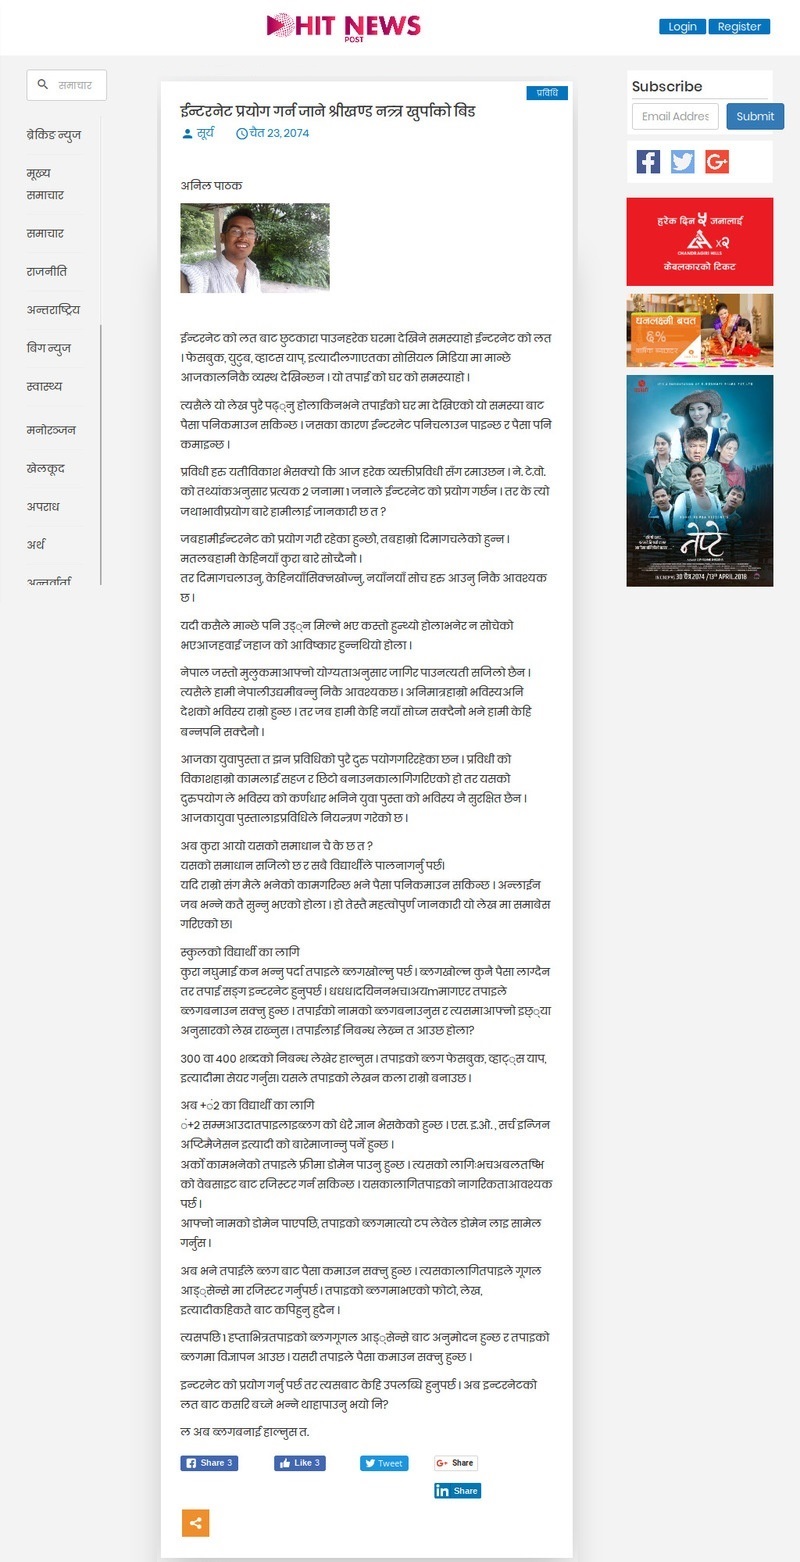 HIT NEWS
POST
Login
Register
समाचार
ब्रेकिङ न्युज
मूख्य
समाचार
समाचार
राजनीति
अन्तराष्ट्रिय
बिग न्युज
स्वास्थ्य
मनोरञ्जन
खेलकूद
अपराध
अर्थ
अन्तर्वार्ता
प्रविधि
ईन्टरनेट प्रयोग गर्न जाने श्रीखण्ड नत्र खुर्पाको बिड
सूर्य
चैत 23, 2074
अनिल पाठक
ईन्टरनेट को लत बाट छुटकारा पाउनहरेक घरमा देखिने समस्याहो ईन्टरनेट को लत
। फेसबुक, युटुब, व्हाटस याप, इत्यादीलगाएतका सोसियल मिडिया मा मान्छे
आजकालनिकै व्यस्थ देखिन्छन । यो तपाई को घर को समस्याहो ।
त्यसैले यो लेख पुरै पढ््नु होलाकिनभने तपाईको घर मा देखिएको यो समस्या बाट
पैसा पनिकमाउन सकिन्छ । जसका कारण ईन्टरनेट पनिचलाउन पाइन्छ र पैसा पनि
कमाइन्छ ।
प्रविधी हरु यतीविकाश भेसक्यो कि आज हरेक व्यक्तीप्रविधी सँग रमाउछन । ने. टे.वो.
को तथ्यांकअनुसार प्रत्यक 2 जनामा 1 जनाले ईन्टरनेट को प्रयोग गर्छन । तर के त्यो
जथाभावीप्रयोग बारे हामीलाई जानकारी छ त ?
जबहामीईन्टरनेट को प्रयोग गरी रहेका हुन्छौ, तबहाम्रो दिमागचलेको हुन्न ।
मतलबहामी केहिनयाँ कुरा बारे सोच्दैनौ ।
तर दिमागचलाउनु, केहिनयाँसिक्नखोज्नु, नयाँनयाँ सोच हरु आउनु निकै आवश्यक
छ ।
यदी कसैले मान्छे पनि उड््न मिल्ने भए कस्तो हुन्थ्यो होलाभनेर न सोचेको
भएआजहवाई जहाज को आविष्कार हुन्नथियो होला ।
नेपाल जस्तो मुलुकमाआफ्नो योग्यताअनुसार जागिर पाउनत्यती सजिलो छैन ।
त्यसैले हामी नेपालीउद्यमीबन्नु निकै आवश्यकछ । अनिमात्रहाम्रो भविस्यअनि
देशको भविस्य राम्रो हुन्छ । तर जब हामी केहि नयाँ सोच्न सक्दैनौ भने हामी केहि
बन्नपनि सक्दैनौ ।
आजका युवापुस्ता त झन प्रविधिको पुरै दुरु पयोगगरिरहेका छन । प्रविधी को
विकाशहाम्रो कामलाई सहज र छिटो बनाउनकालागिगरिएको हो तर यसको
दुरुपयोग ले भविस्य को कर्णधार भनिने युवा पुस्ता को भविस्य नै सुरक्षित छैन ।
आजकायुवा पुस्तालाइप्रविधिले नियन्त्रण गरेको छ ।
अब कुरा आयो यसको समाधान चै के छ त ?
यसको समाधान सजिलो छ र सबै विद्यार्थीले पालनागर्नु पर्छ।
यदि राम्रो संग मैले भनेको कामगरिन्छ भने पैसा पनिकमाउन सकिन्छ । अन्लाईन
जब भन्ने कतै सुन्नु भएको होला । हो तेस्तै महत्वोपुर्ण जानकारी यो लेख मा समाबेस
गरिएको छ।
स्कुलको विद्यार्थी का लागि
कुरा नघुमाई कन भन्नु पर्दा तपाइले ब्लगखोल्नु पर्छ । ब्लगखोल्न कुनै पैसा लाग्दैन
तर तपाई सङ्ग इन्टरनेट हुनुपर्छ । धधधादयिननभच।अयmमागएर तपाइले
ब्लगबनाउन सक्नु हुन्छ । तपाईको नामको ब्लगबनाउनुस र त्यसमाआफ्नो इछ््या
अनुसारको लेख राख्नुस । तपाईलाई निबन्ध लेख्न त आउछ होला?
300 वा 400 शब्दको निबन्ध लेखेर हाल्नुस । तपाइको ब्लग फेसबुक, व्हाट््स याप,
इत्यादीमा सेयर गर्नुस। यसले तपाइको लेखन कला राम्रो बनाउछ ।
अब +ं2 का विद्यार्थी का लागि
ं+2 सम्मआउदातपाइलाइब्लग को धेरै ज्ञान भैसकेको हुन्छ । एस. इ.ओ. , सर्च इन्जिन
अप्टिमैजेसन इत्यादी को बारेमाजान्नु पर्ने हुन्छ ।
अर्को कामभनेको तपाइले फ्रीमा डोमेन पाउनु हुन्छ । त्यसको लागिःभचअबलतष्भि
को वेबसाइट बाट रजिस्टर गर्न सकिन्छ । यसकालागितपाइको नागरिकताआवश्यक
पर्छ ।
आफ्नो नामको डोमेन पाएपछि, तपाइको ब्लगमात्यो टप लेवेल डोमेन लाइ सामेल
गर्नुस ।
अब भने तपाईले ब्लग बाट पैसा कमाउन सक्नु हुन्छ । त्यसकालागितपाइले गूगल
आड््सेन्से मा रजिस्टर गर्नुपर्छ । तपाइको ब्लगमाभएको फोटो, लेख,
इत्यादीकहिकतै बाट कपिहुनु हुदैन ।
त्यसपछि 1 हप्ताभित्रतपाइको ब्लगगूगल आड््सेन्से बाट अनुमोदन हुन्छ र तपाइको
ब्लगमा विज्ञापन आउछ । यसरी तपाइले पैसा कमाउन सक्नु हुन्छ ।
इन्टरनेट को प्रयोग गर्नु पर्छ तर त्यसबाट केहि उपलब्धि हुनुपर्छ । अब इन्टरनेटको
लत बाट कसरि बच्ने भन्ने थाहापाउनु भयो नि?
ल अब ब्लगबनाई हाल्नुस त.
Share 3
Like 3
Tweet
Share
Share
Subscribe
Email Addres
Submit
हरेक दिन ५ जनालाई
x२
CHANDRAGIRI HILLS
केबलकारको टिकट
धनलक्ष्मी बचत
६%
नेप्टे
30 चैत्र 2074 /13th APRIL 2018